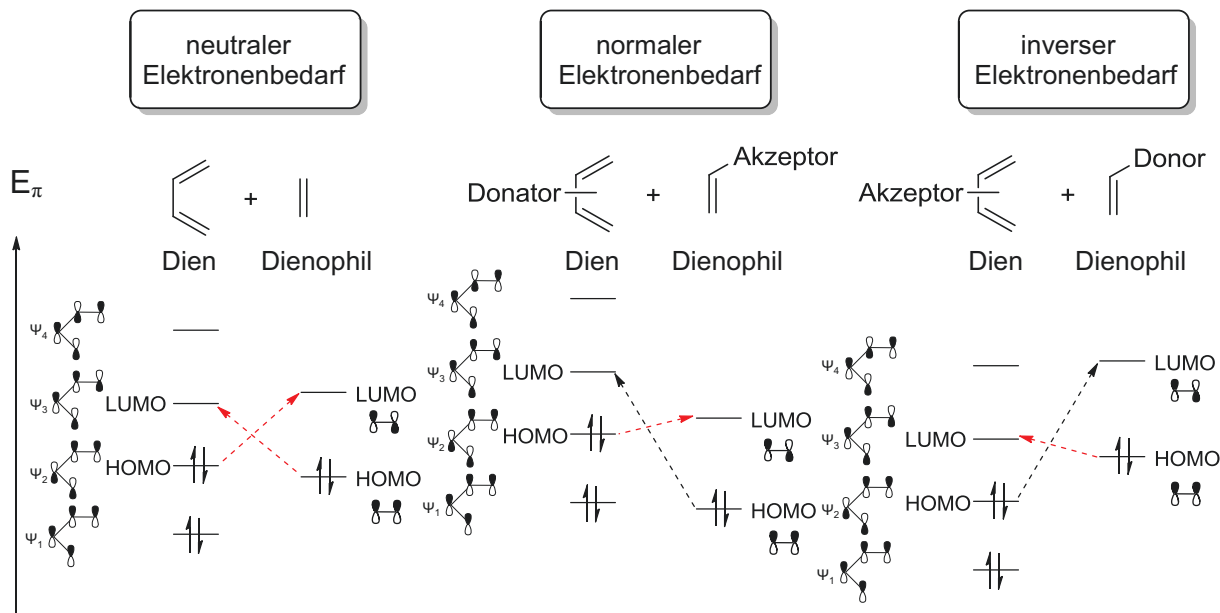 neutraler
Elektronenbedarf
normaler
Elektronenbedarf
inverser
Elektronenbedarf
Eπ
+
Dien
Dienophil
Ψ4
Ψ3
LUMO
LUMO
Ψ2
HOMO
HOMO
Ψ1
Donator
+
Akzeptor
Dien
Dienophil
Ψ4
Ψ3
LUMO
LUMO
Ψ2
HOMO
HOMO
Ψ1
Akzeptor
+
Donor
Dien
Dienophil
Ψ4
LUMO
Ψ3
LUMO
HOMO
Ψ2
HOMO
Ψ1